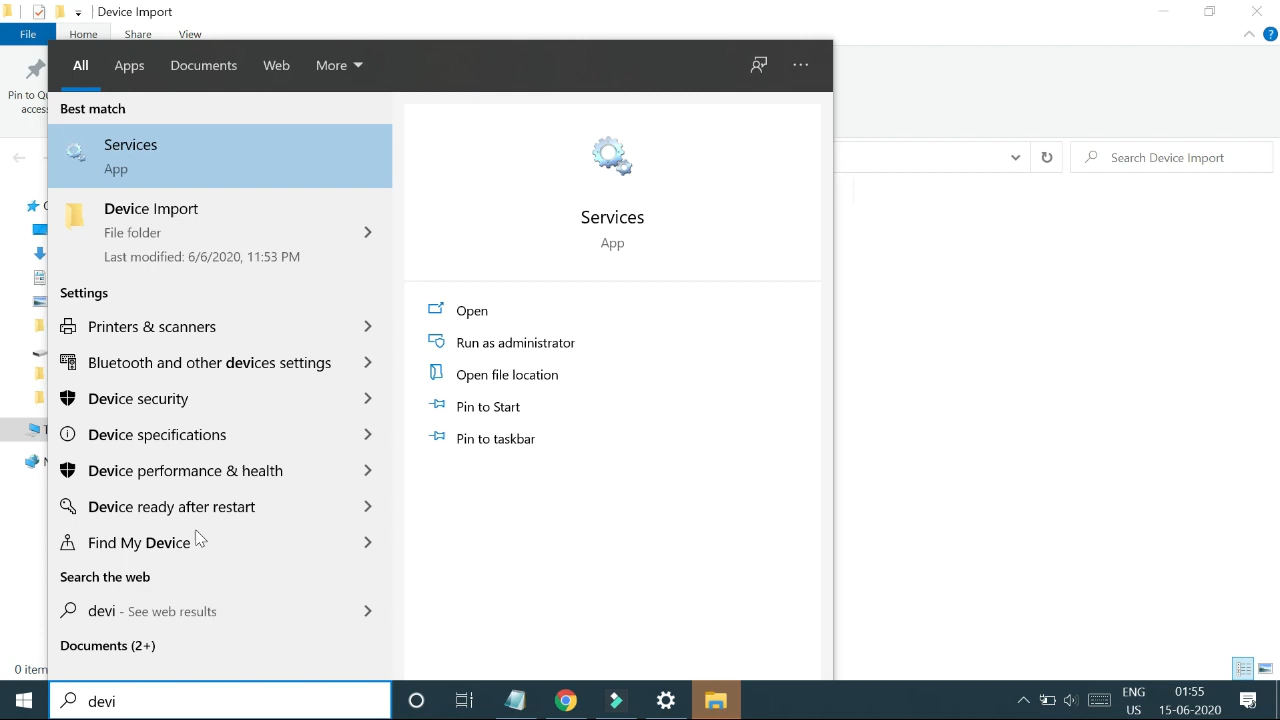 Device Import
File Home Share View
All Apps Documents Web More
Pin to Qu
access
Best match
Services
App
Device Import
File folder
Last modified: 6/6/2020, 11:53 PM
Settings
Printers & scanners
Bluetooth and other devices settings
Device security
Device specifications
Device performance & health
Device ready after restart
Find My Device
Search the web
devi - See web results
Documents (2+)
Services
App
Open
Run as administrator
Open file location
Pin to Start
Pin to taskbar
Search Device Import
0 item
devi
ENG
US
01:55
15-06-2020